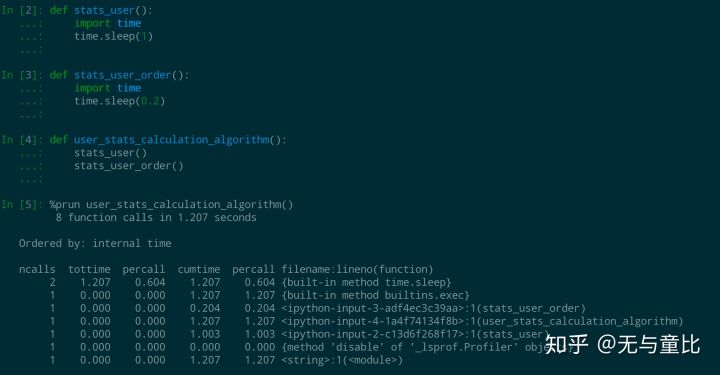 In [2]: def stats_user():
   ...:     import time
   ...:     time.sleep(1)
   ...:
In [3]: def stats_user_order():
   ...:     import time
   ...:     time.sleep(0.2)
   ...:
In [4]: def user_stats_calculation_algorithm():
   ...:     stats_user()
   ...:     stats_user_order()
   ...:
In [5]: %prun user_stats_calculation_algorithm()
         8 function calls in 1.207 seconds
   Ordered by: internal time
   ncalls  tottime  percall  cumtime  percall filename:lineno(function)
        2    1.207    0.604    1.207    0.604 {built-in method time.sleep}
        1    0.000    0.000    1.207    1.207 {built-in method builtins.exec}
        1    0.000    0.000    0.204    0.204 <ipython-input-3-adf4ec3c39aa>:1(stats_user_order)
        1    0.000    0.000    1.207    1.207 <ipython-input-4-1a4f74134f8b>:1(user_stats_calculation_algorithm)
        1    0.000    0.000    1.003    1.003 <ipython-input-2-c13d6f268f17>:1(stats_user)
        1    0.000    0.000    0.000    0.000 {method 'disable' of '_lsprof.Profiler'
        1    0.000    0.000    1.207    1.207 <string>:1(<module>)
知乎 @无与童比